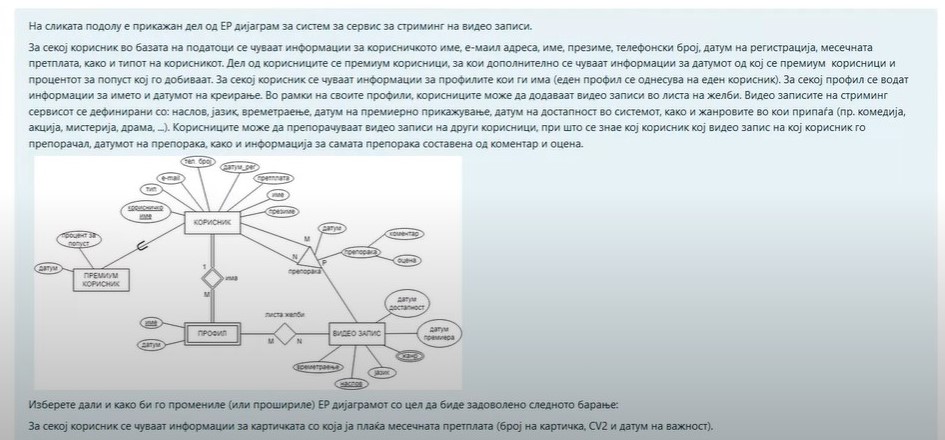 На сликата подолу е прикажан дел од ЕР дијаграм за систем за сервис за стриминг на видео записи.
За секој корисник во базата на податоци се чуваат информации за корисничкото име, е-маил адреса, име, презиме, телефонски број, датум на регистрација, месечната
претплата, како и типот на корисникот. Дел од корисниците се премиум корисници, за кои дополнително се чуваат информации за датумот од кој се премиум корисници и
процентот за попуст кој го добиваат. За секој корисник се чуваат информации за профилите кои ги има (еден профил се однесува на еден корисник). За секој профил се водат
информации за името и датумот на креирање. Во рамки на своите профили, корисниците може да додаваат видео записи во листа на желби. Видео записите на стриминг
сервисот се дефинирани со: наслов, јазик, времетраење, датум на премиерно прикажување, датум на достапност во системот, како и жанровите во кои припаѓа (пр. комедија,
акција, мистерија, драма, ...). Корисниците може да препорачуваат видео записи на други корисници, при што се знае кој корисник кој видео запис на кој корисник го
препорачал, датумот на препорака, како и информација за самата препорака составена од коментар и оцена.
тел. број
датум_рег
e-mail
претплата
тип
име
корисничко
име
презиме
КОРИСНИК
процент за
попуст
датум
ПРЕМИУМ
КОРИСНИК
M
N
P
препорака
датум
препорака
коментар
оцена
1
има
M
име
датум
ПРОФИЛ
листа желби
M
N
ВИДЕО ЗАПИС
датум
достапност
датум
премиера
жанр
јазик
наслов
времетраење
Изберете дали и како би го промениле (или прошириле) ЕР дијаграмот со цел да биде задоволено следното барање:
За секој корисник се чуваат информации за картичката со која ја плаќа месечната претплата (број на картичка, CV2 и датум на важност).